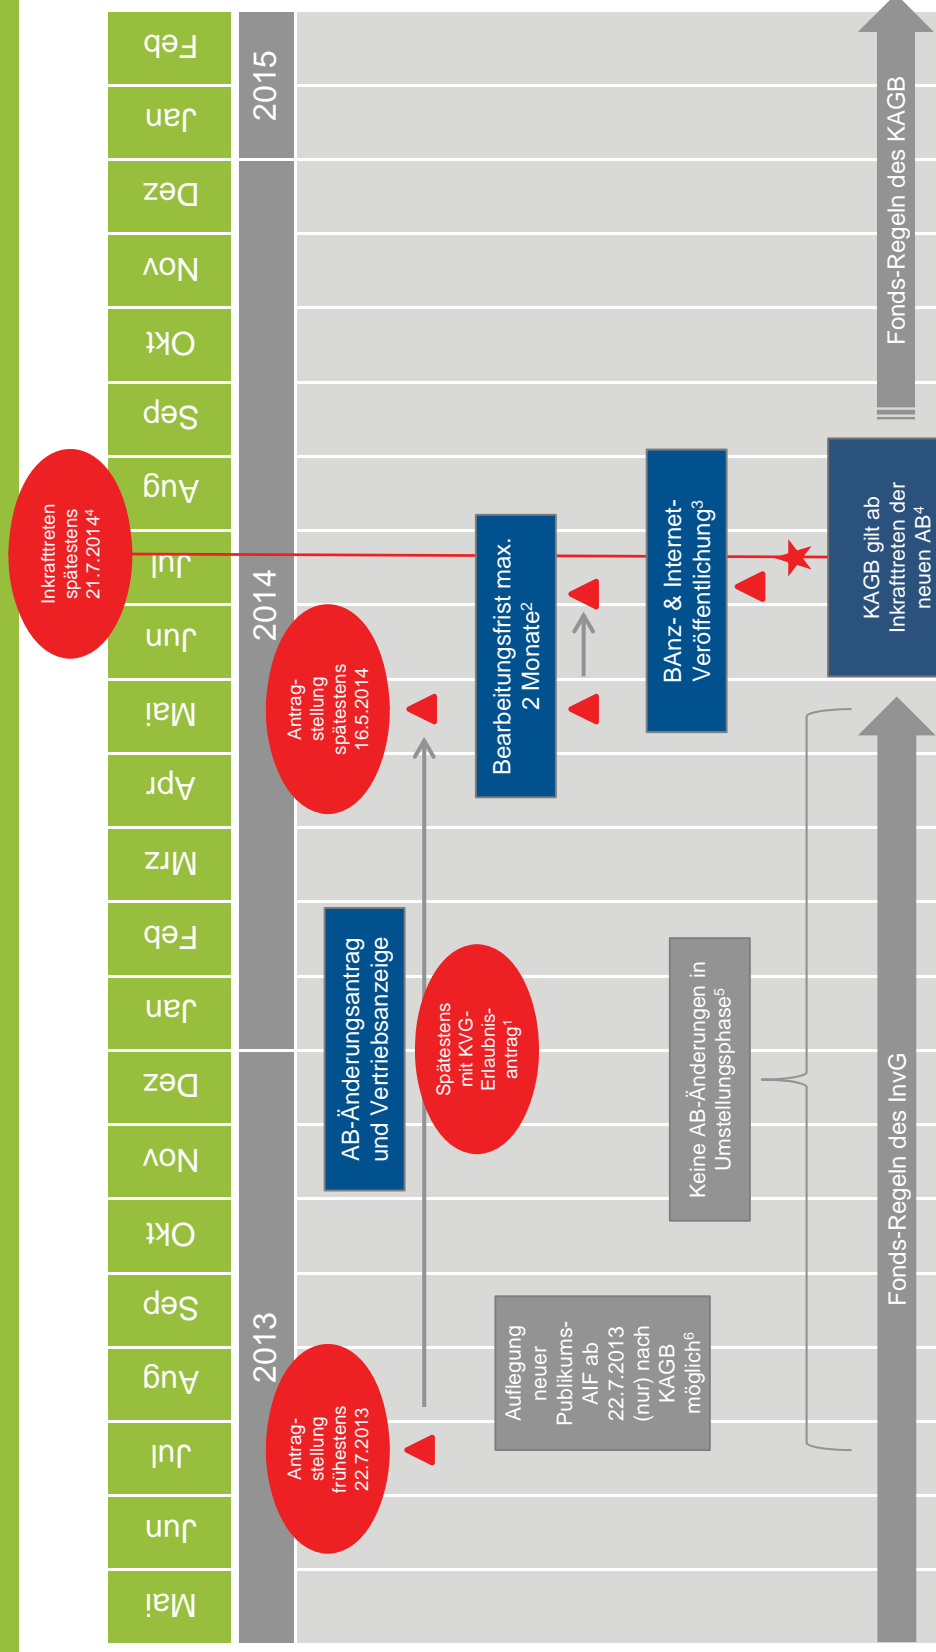 Inkrafttreten
spätestens
21.7.2014⁴
Mai
Jun
Jul
Aug
Sep
Okt
Nov
Dez
Jan
Feb
Mrz
Apr
Mai
Jun
Jul
Aug
Sep
Okt
Nov
Dez
Jan
Feb
2013
2014
2015
Antrag-
stellung
frühestens
22.7.2013
AB-Änderungsantrag
und Vertriebsanzeige
Antrag-
stellung
spätestens
16.5.2014
Spätestens
mit KVG-
Erlaubnis-
antrag¹
Bearbeitungsfrist max.
2 Monate²
Auflegung
neuer
Publikums-
AIF ab
22.7.2013
(nur) nach
KAGB
möglich⁶
Keine AB-Änderungen in
Umstellungsphase⁵
BAnz- & Internet-
Veröffentlichung³
KAGB gilt ab
Inkrafttreten der
neuen AB⁴
Fonds-Regeln des InvG
Fonds-Regeln des KAGB